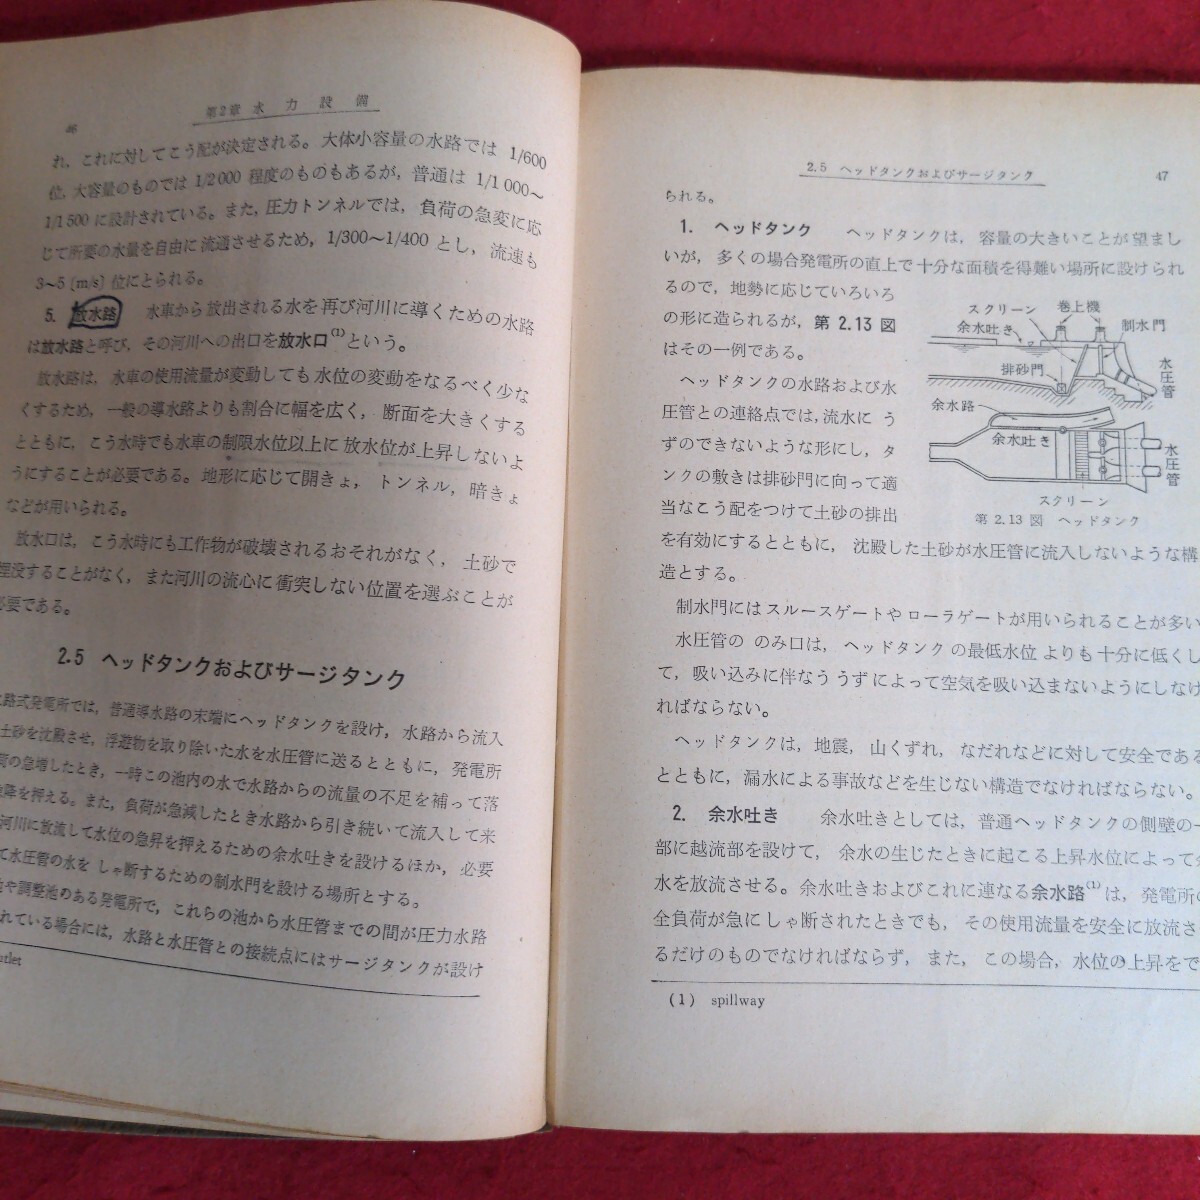 46
第2章 水力設備
れ，これに対してこう配が決定される。大体小容量の水路では 1/600
位，大容量のものでは 1/2 000 程度のものもあるが，普通は 1/1 000～
1/1 500 に設計されている。また，圧力トンネルでは，負荷の急変に応
じて所要の水量を自由に流通させるため，1/300～1/400 とし，流速も
3～5〔m/s〕位にとられる。
5. 放水路 水車から放出される水を再び河川に導くための水路
は放水路と呼び，その河川への出口を放水口(1)という。
放水路は，水車の使用流量が変動しても水位の変動をなるべく少な
くするため，一般の導水路よりも割合に幅を広く，断面を大きくする
とともに，こう水時でも水車の制限水位以上に放水位が上昇しないよ
うにすることが必要である。地形に応じて開きょ，トンネル，暗きょ
などが用いられる。
放水口は，こう水時にも工作物が破壊されるおそれがなく，土砂で
埋没することがなく，また河川の流心に衝突しない位置を選ぶことが
必要である。
2.5 ヘッドタンクおよびサージタンク
路式発電所では，普通導水路の末端にヘッドタンクを設け，水路から流入
土砂を沈殿させ，浮遊物を取り除いた水を水圧管に送るとともに，発電所
荷の急増したとき，一時この池内の水で水路からの流量の不足を補って落
降を押える。また，負荷が急減したとき水路から引き続いて流入して来
河川に放流して水位の急昇を押えるための余水吐きを設けるほか，必要
て水圧管の水をしゃ断するための制水門を設ける場所とする。
や調整池のある発電所で，これらの池から水圧管までの間が圧力水路
れている場合には，水路と水圧管との接続点にはサージタンクが設け
utlet
2.5 ヘッドタンクおよびサージタンク
47
られる。
1. ヘッドタンク ヘッドタンクは，容量の大きいことが望まし
いが，多くの場合発電所の直上で十分な面積を得難い場所に設けられ
るので，地勢に応じていろいろ
の形に造られるが，第 2.13 図
はその一例である。
ヘッドタンクの水路および水
圧管との連絡点では，流水にう
ずのできないような形にし，タ
ンクの敷きは排砂門に向って適
当なこう配をつけて土砂の排出
スクリーン
巻上機
余水吐き
制水門
排砂門
水圧管
余水路
余水吐き
水圧管
スクリーン
第 2.13 図 ヘッドタンク
を有効にするとともに，沈殿した土砂が水圧管に流入しないような構
造とする。
制水門にはスルースゲートやローラゲートが用いられることが多い
水圧管の のみ口は，ヘッドタンクの最低水位よりも十分に低くし
て，吸い込みに伴なううずによって空気を吸い込まないようにしなけ
ればならない。
ヘッドタンクは，地震，山くずれ，なだれなどに対して安全である
とともに，漏水による事故などを生じない構造でなければならない。
2. 余水吐き 余水吐きとしては，普通ヘッドタンクの側壁の一
部に越流部を設けて，余水の生じたときに起こる上昇水位によって
水を放流させる。余水吐きおよびこれに連なる余水路(1)は，発電所の
全負荷が急にしゃ断されたときでも，その使用流量を安全に放流さ
るだけのものでなければならず，また，この場合，水位の上昇をで
(1) spillway